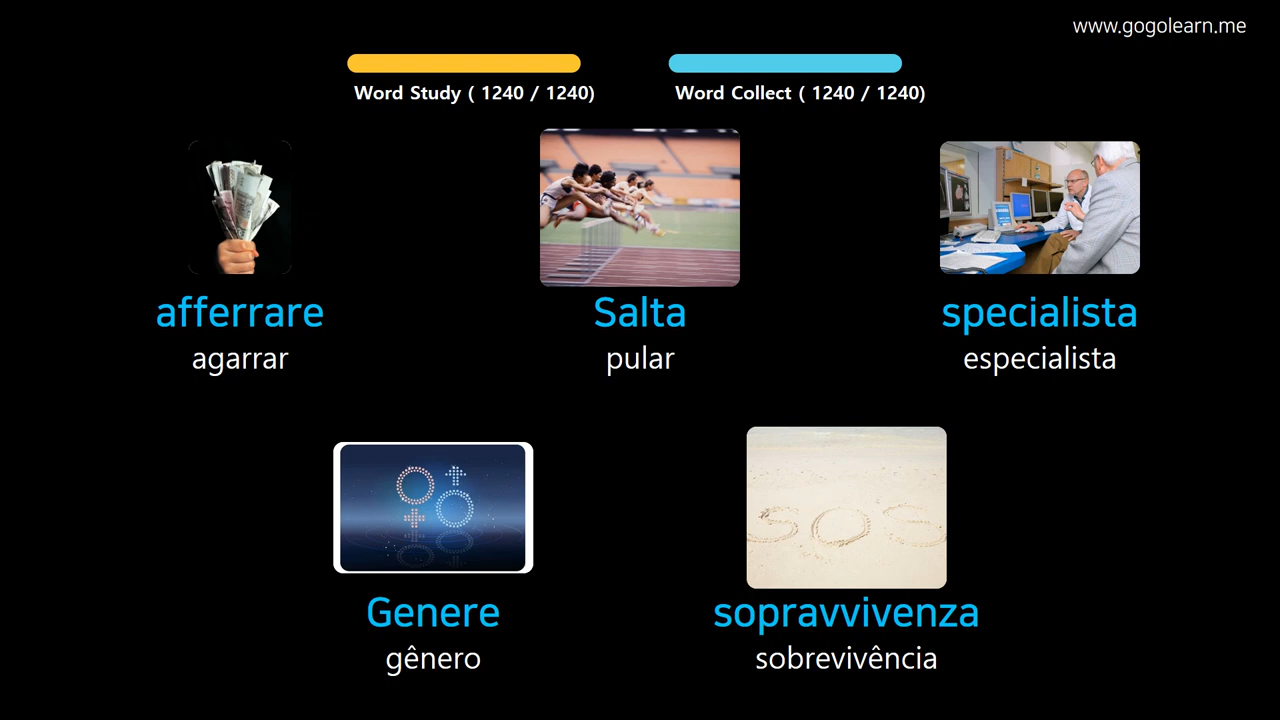 www.gogolearn.me
Word Study ( 1240 / 1240)
Word Collect ( 1240 / 1240)
afferrare
agarrar
Salta
pular
specialista
especialista
SOS
Genere
gênero
sopravvivenza
sobrevivência